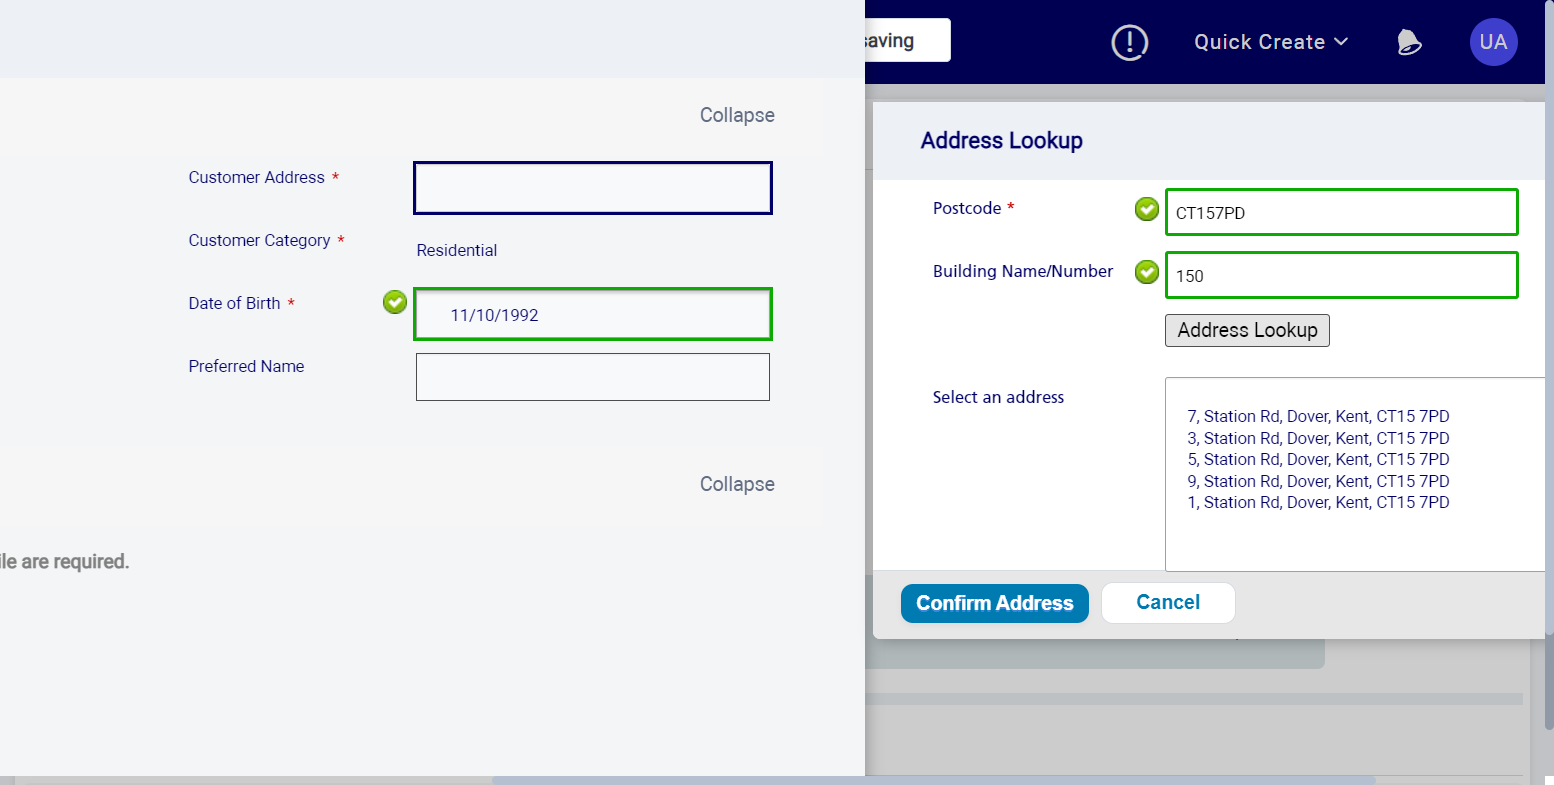 saving
Quick Create
UA
Collapse
Customer Address *
Customer Category *
Residential
Date of Birth *
11/10/1992
Preferred Name
Collapse
are required.
Address Lookup
Postcode *
CT157PD
Building Name/Number
150
Address Lookup
Select an address
7, Station Rd, Dover, Kent, CT15 7PD
3, Station Rd, Dover, Kent, CT15 7PD
5, Station Rd, Dover, Kent, CT15 7PD
9, Station Rd, Dover, Kent, CT15 7PD
1, Station Rd, Dover, Kent, CT15 7PD
Confirm Address
Cancel